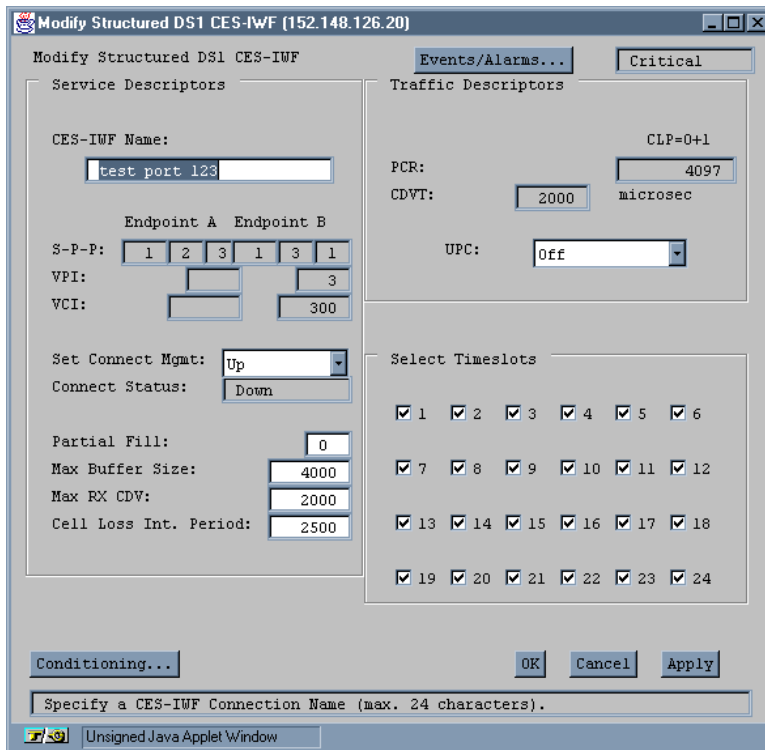 Modify Structured DS1 CES-IWF (152.148.126.20)
Modify Structured DS1 CES-IWF
Events/Alarms...
Critical
Service Descriptors
CES-IWF Name:
test port 123
Endpoint A Endpoint B
S-P-P: 1 2 3 1 3 1
VPI: 3
VCI: 300
Set Connect Mgmt: Up
Connect Status: Down
Partial Fill: 0
Max Buffer Size: 4000
Max RX CDV: 2000
Cell Loss Int. Period: 2500
Traffic Descriptors
CLP=0+1
PCR: 4097
CDVT: 2000 microsec
UPC: Off
Select Timeslots
1 2 3 4 5 6
7 8 9 10 11 12
13 14 15 16 17 18
19 20 21 22 23 24
Conditioning...
OK Cancel Apply
Specify a CES-IWF Connection Name (max. 24 characters).
Unsigned Java Applet Window